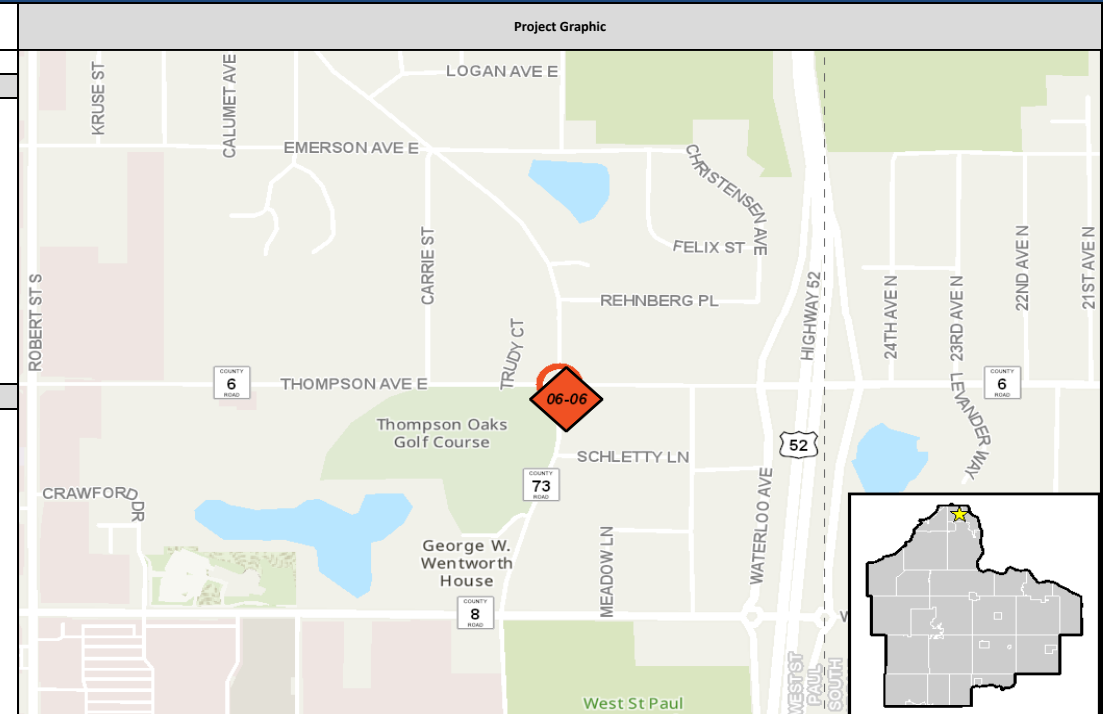 Project Graphic
LOGAN AVE E
KRUSE ST
CALUMET AVE
EMERSON AVE E
CHRISTENSEN AVE
FELIX ST
CARRIE ST
REHNBERG PL
ROBERT ST S
HIGHWAY 52
24TH AVE N
23RD AVE N
22ND AVE N
21ST AVE N
TRUDY CT
COUNTY
6
ROAD
THOMPSON AVE E
06-06
COUNTY
6
ROAD
LEVANDER WAY
Thompson Oaks
Golf Course
52
SCHLETTY LN
COUNTY
73
ROAD
CRAWFORD DR
WATERLOO AVE
George W.
Wentworth
House
MEADOW LN
COUNTY
8
ROAD
W
WEST ST
PAUL
SOUTH
West St Paul